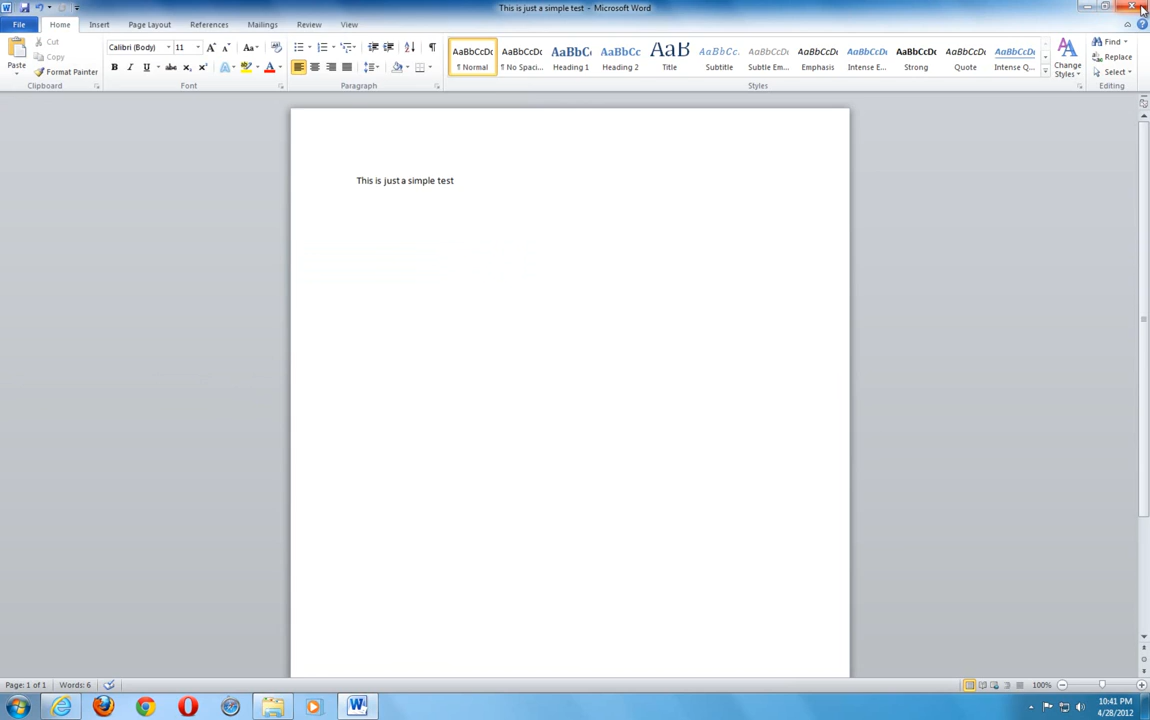 This is just a simple test - Microsoft Word
File Home Insert Page Layout References Mailings Review View
Cut Copy Format Painter Paste
Calibri (Body) 11
AaBbCcDc AaBbCcDc AaBbC AaBbCc AaB AaBbCc. AaBbCcDc AaBbCcDc AaBbCcDc AaBbCcDc AaBbCcDc AaBbCcDc
¶ Normal ¶ No Spaci... Heading 1 Heading 2 Title Subtitle Subtle Em... Emphasis Intense E... Strong Quote Intense Q...
Change Styles
Find Replace Select
Clipboard Font Paragraph Styles Editing
This is just a simple test
Page: 1 of 1 Words: 6 100%
10:41 PM
4/28/2012